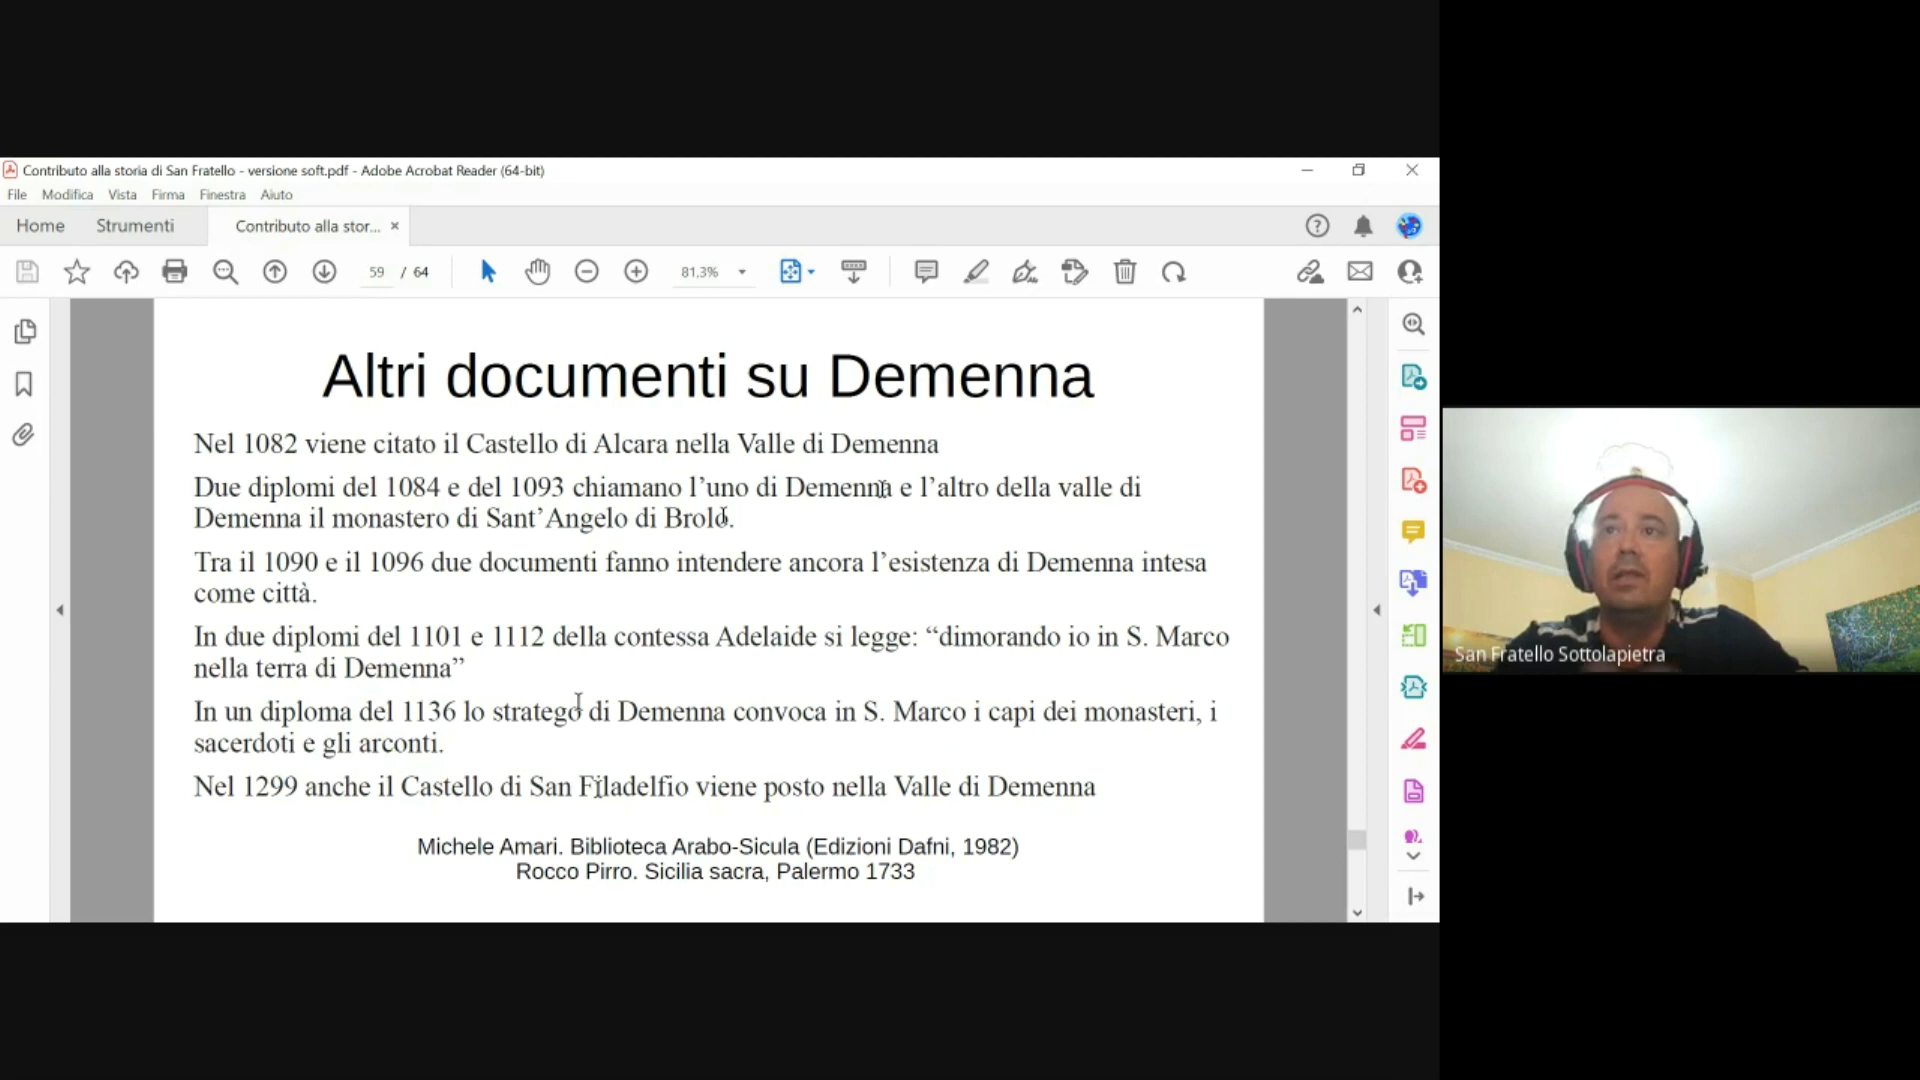 Contributo alla storia di San Fratello - versione soft.pdf - Adobe Acrobat Reader (64-bit)
File Modifica Vista Firma Finestra Aiuto
Home Strumenti Contributo alla stor... ×
59 / 64 81,3%
Altri documenti su Demenna
Nel 1082 viene citato il Castello di Alcara nella Valle di Demenna
Due diplomi del 1084 e del 1093 chiamano l’uno di Demenna e l’altro della valle di
Demenna il monastero di Sant’Angelo di Brolo.
Tra il 1090 e il 1096 due documenti fanno intendere ancora l’esistenza di Demenna intesa
come città.
In due diplomi del 1101 e 1112 della contessa Adelaide si legge: “dimorando io in S. Marco
nella terra di Demenna”
In un diploma del 1136 lo stratego di Demenna convoca in S. Marco i capi dei monasteri, i
sacerdoti e gli arconti.
Nel 1299 anche il Castello di San Filadelfio viene posto nella Valle di Demenna
Michele Amari. Biblioteca Arabo-Sicula (Edizioni Dafni, 1982)
Rocco Pirro. Sicilia sacra, Palermo 1733
San Fratello Sottolapietra